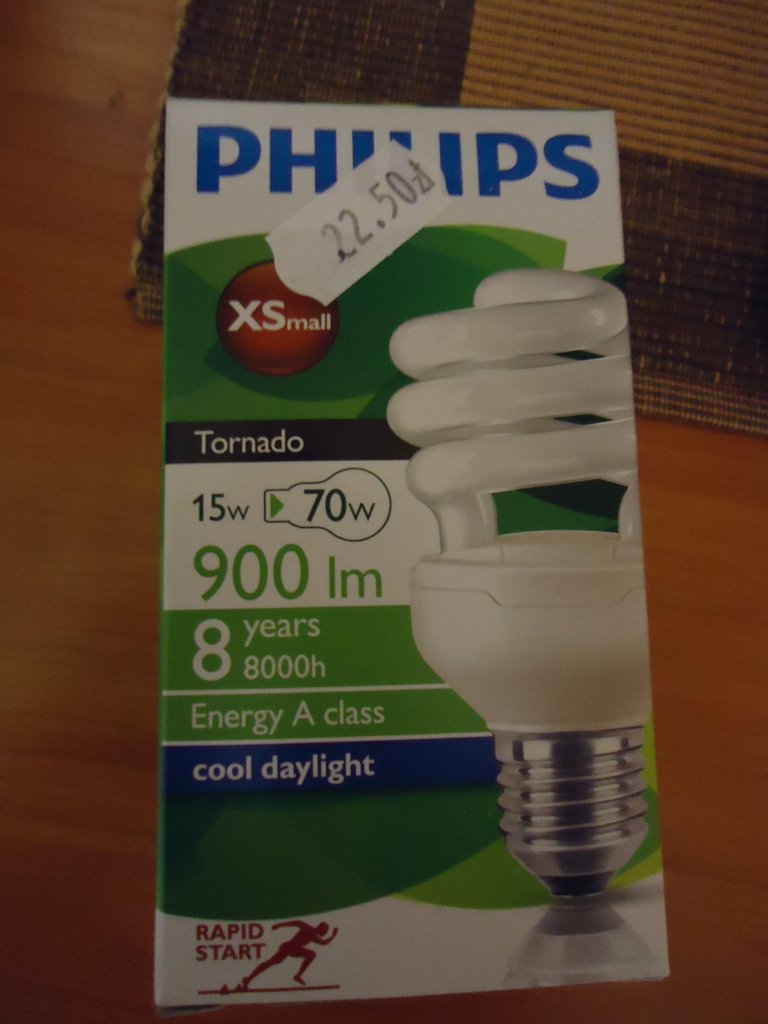 PHILIPS
22.50zł
XSmall
Tornado
15w 70w
900 lm
8 years
8000h
Energy A class
cool daylight
RAPID
START